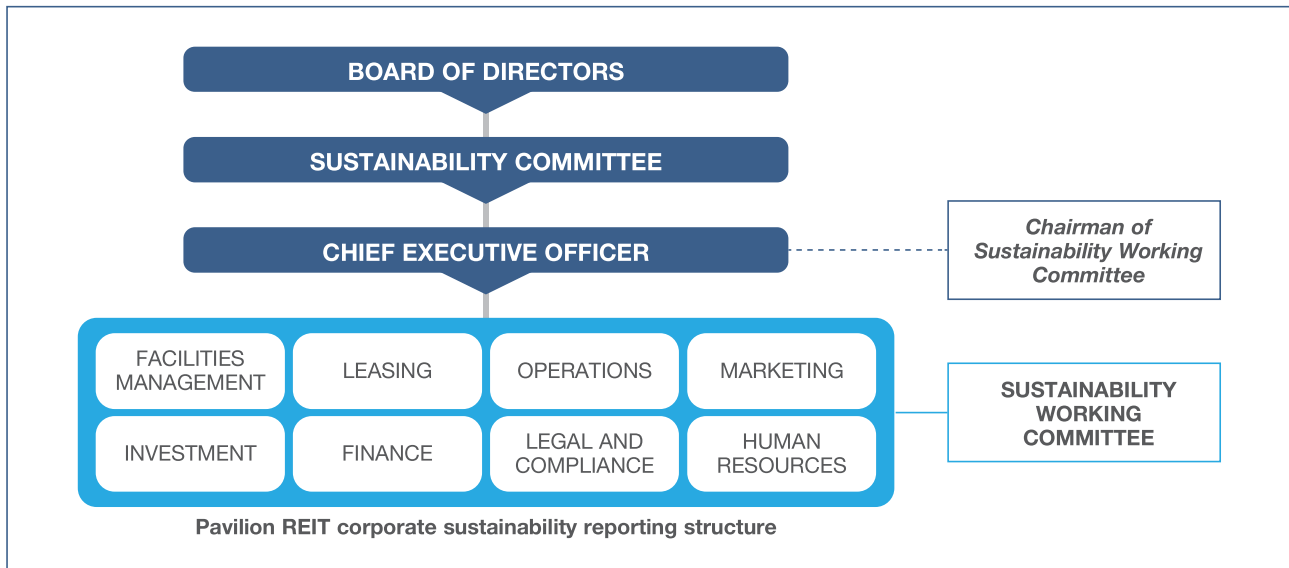 BOARD OF DIRECTORS
SUSTAINABILITY COMMITTEE
CHIEF EXECUTIVE OFFICER
Chairman of
Sustainability Working
Committee
FACILITIES
MANAGEMENT
LEASING
OPERATIONS
MARKETING
INVESTMENT
FINANCE
LEGAL AND
COMPLIANCE
HUMAN
RESOURCES
SUSTAINABILITY
WORKING
COMMITTEE
Pavilion REIT corporate sustainability reporting structure